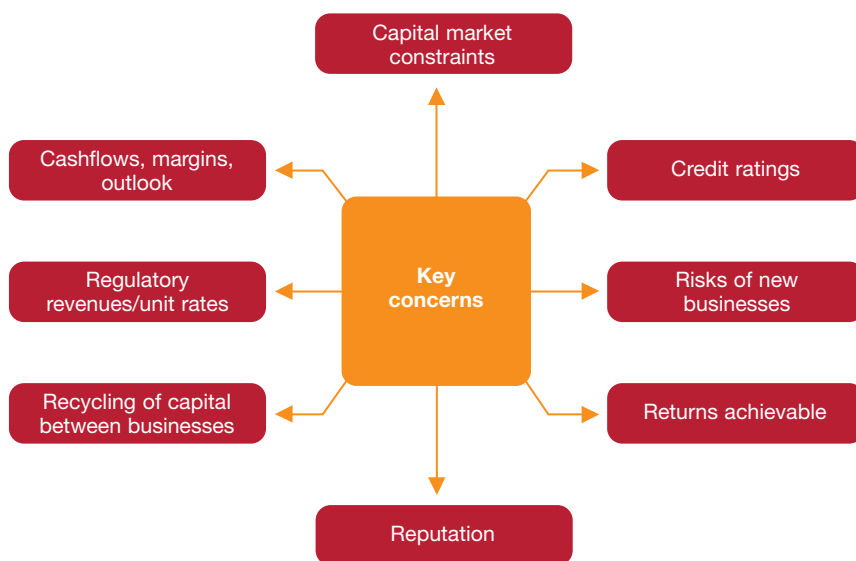 Capital market
constraints
Cashflows, margins,
outlook
Credit ratings
Key
concerns
Regulatory
revenues/unit rates
Risks of new
businesses
Recycling of capital
between businesses
Returns achievable
Reputation